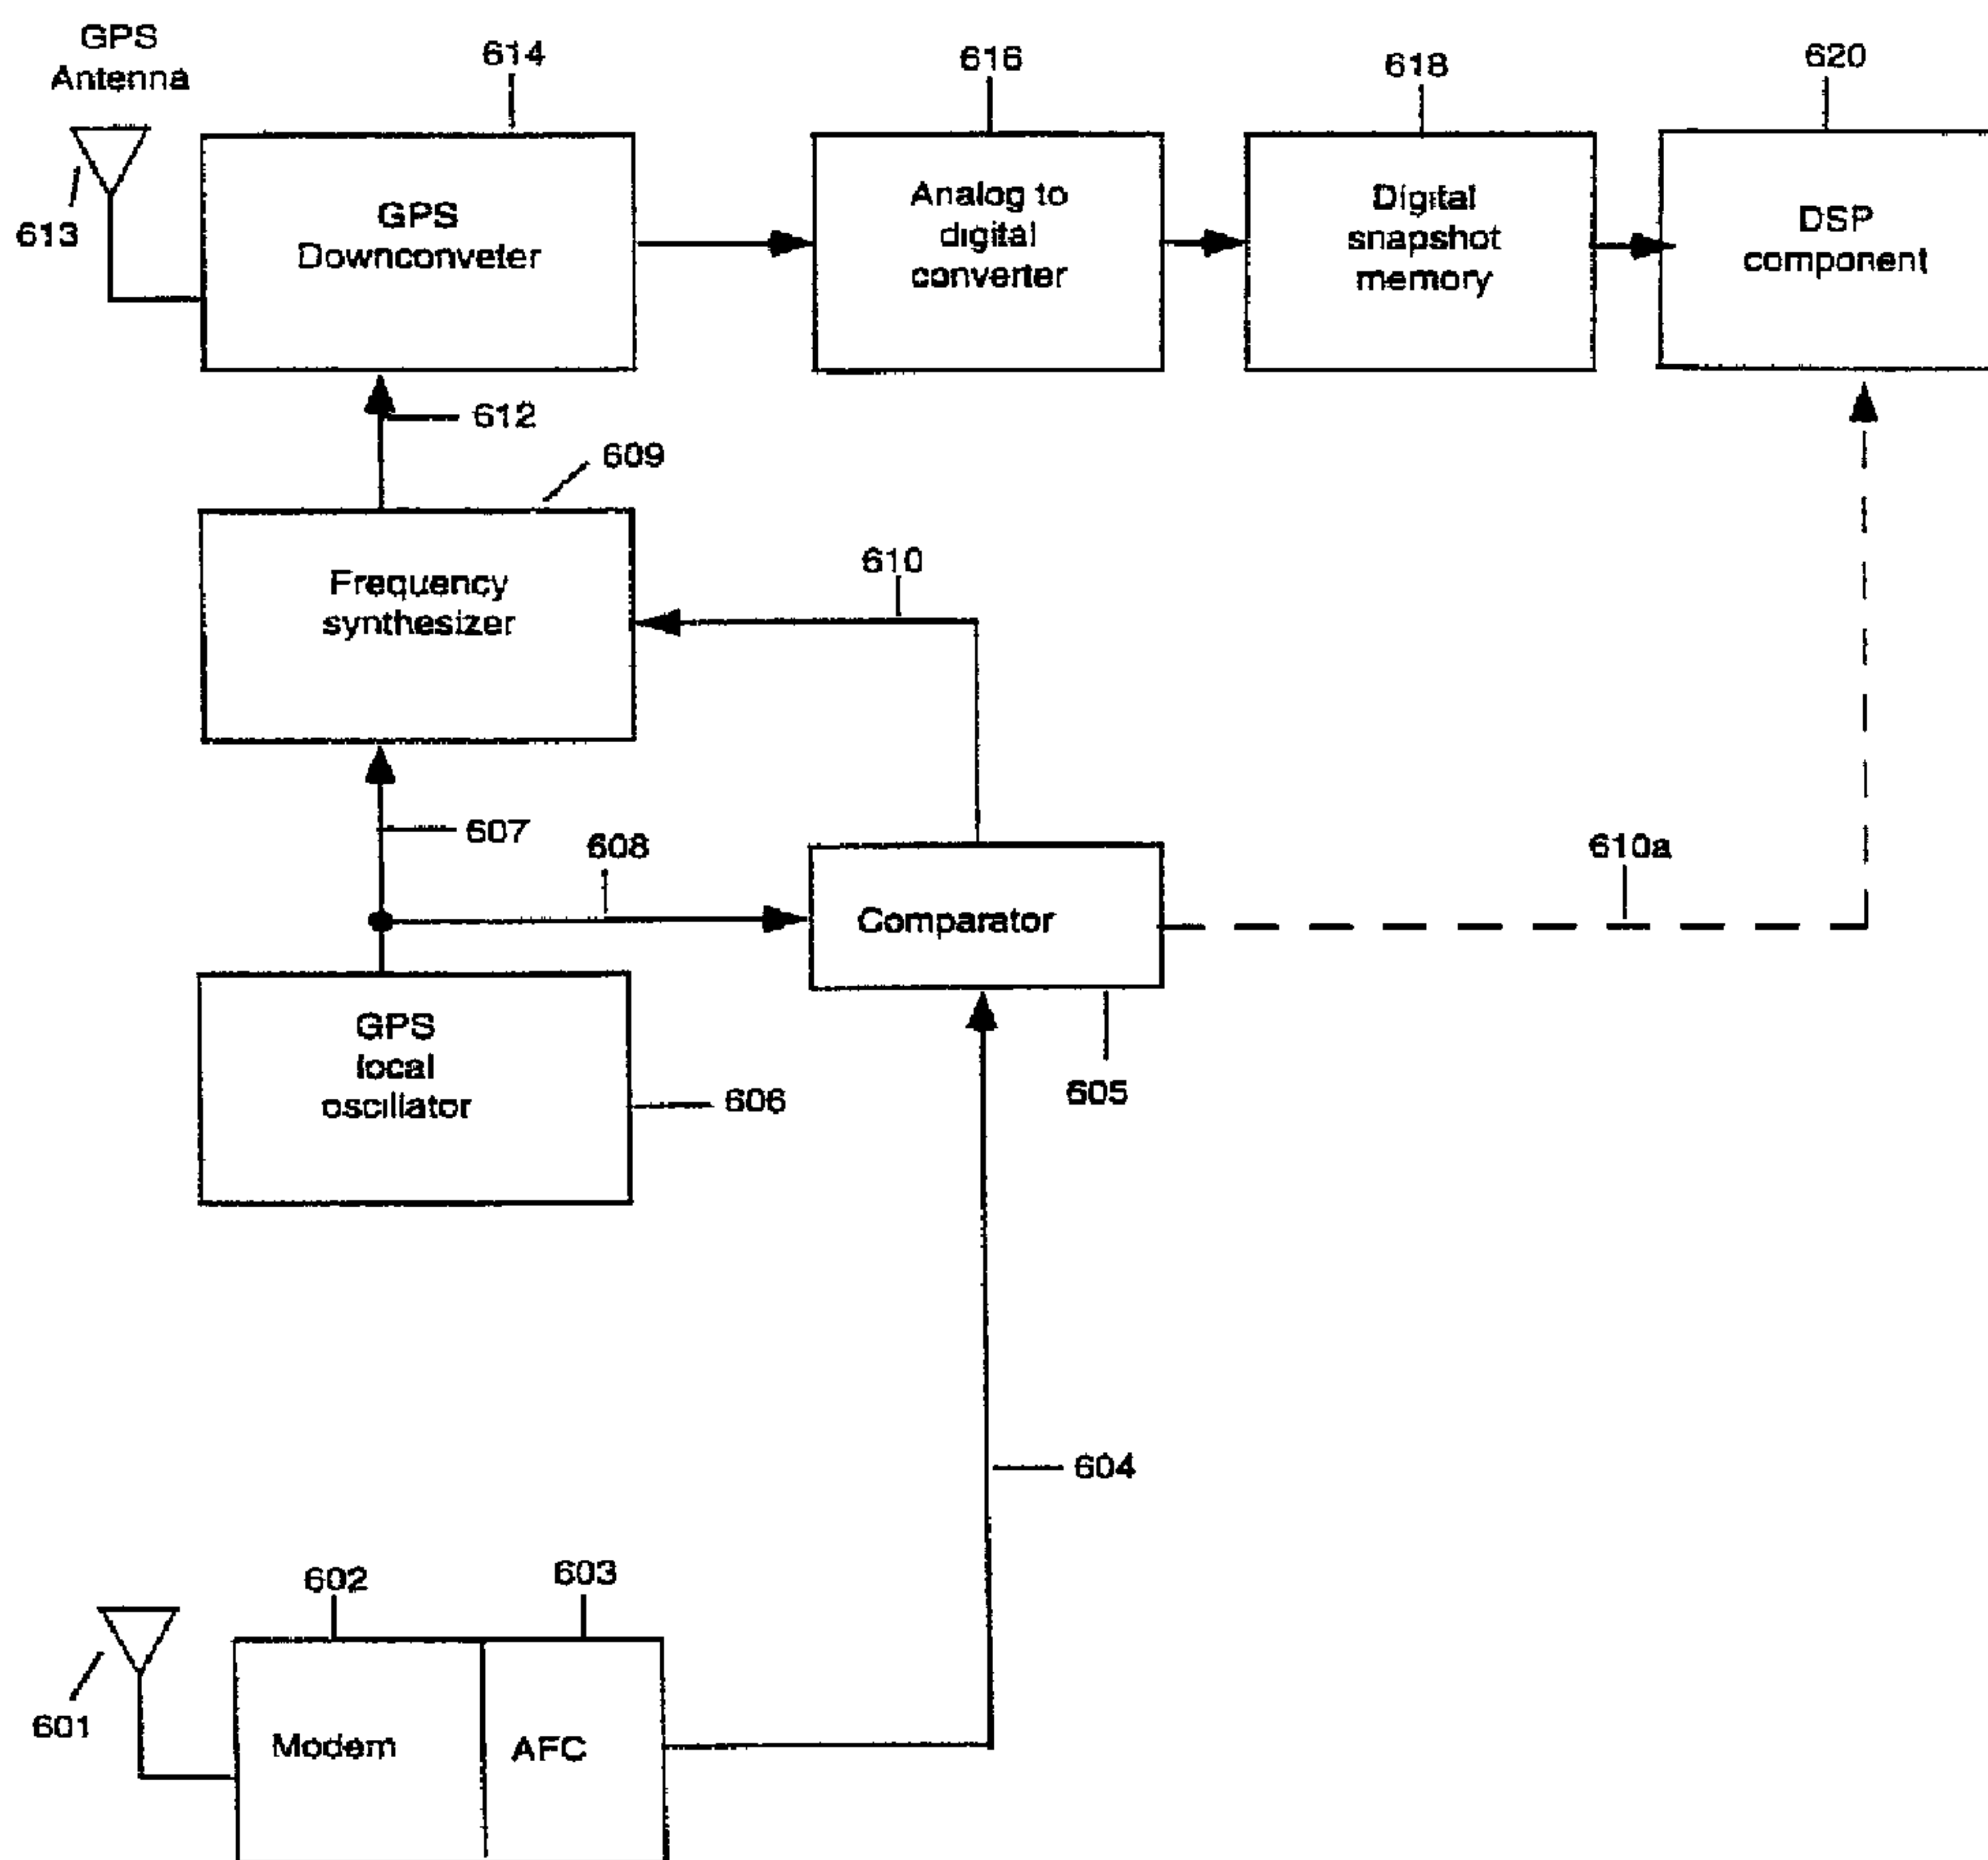 GPS
Antenna
614
616
618
620
613
GPS
Downconveter
Analog to
digital
converter
Digital
snapshot
memory
DSP
component
612
609
Frequency
synthesizer
610
607
608
610a
Comparator
GPS
local
oscillator
606
605
604
602
603
601
Modem
AFC